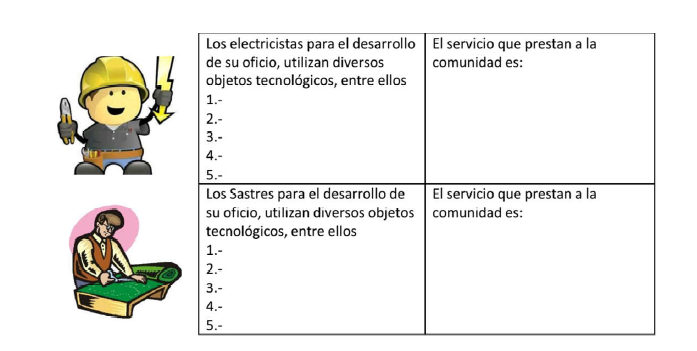 Los electricistas para el desarrollo
de su oficio, utilizan diversos
objetos tecnológicos, entre ellos
1.-
2.-
3.-
4.-
5.-
El servicio que prestan a la
comunidad es:
Los Sastres para el desarrollo de
su oficio, utilizan diversos objetos
tecnológicos, entre ellos
1.-
2.-
3.-
4.-
5.-
El servicio que prestan a la
comunidad es: